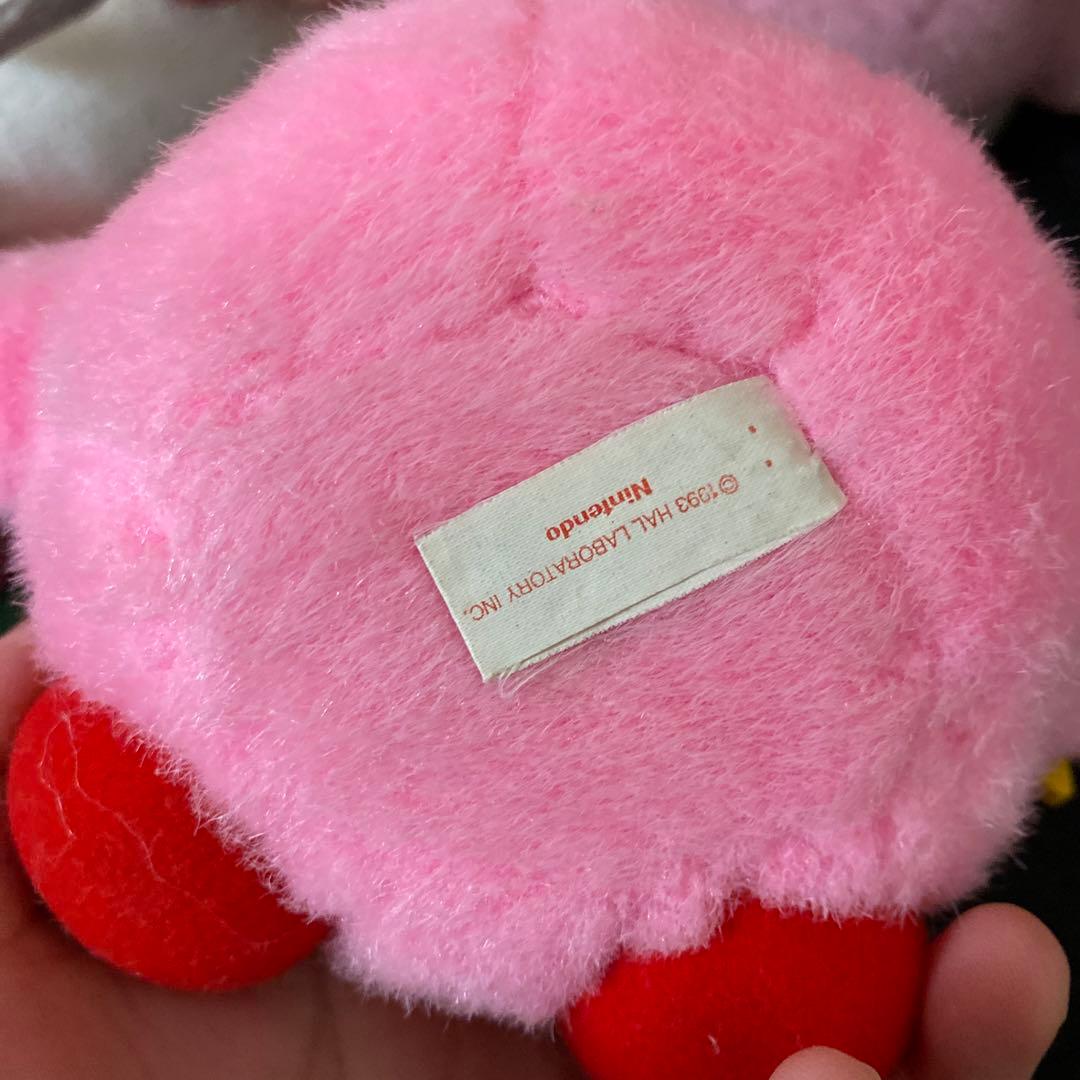 ©1993 HAL LABORATORY INC.
Nintendo